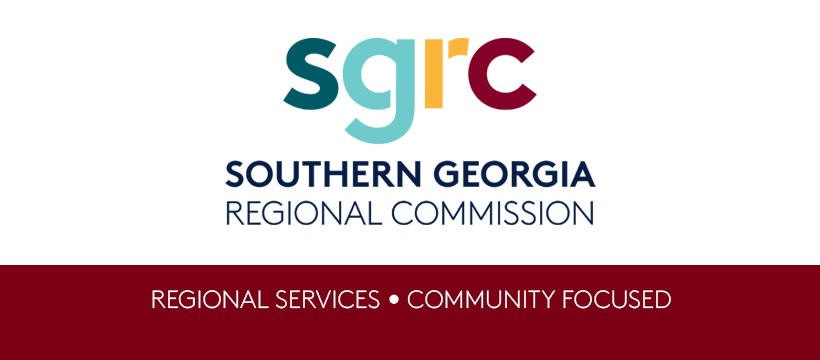 sgrc
SOUTHERN GEORGIA
REGIONAL COMMISSION
REGIONAL SERVICES • COMMUNITY FOCUSED